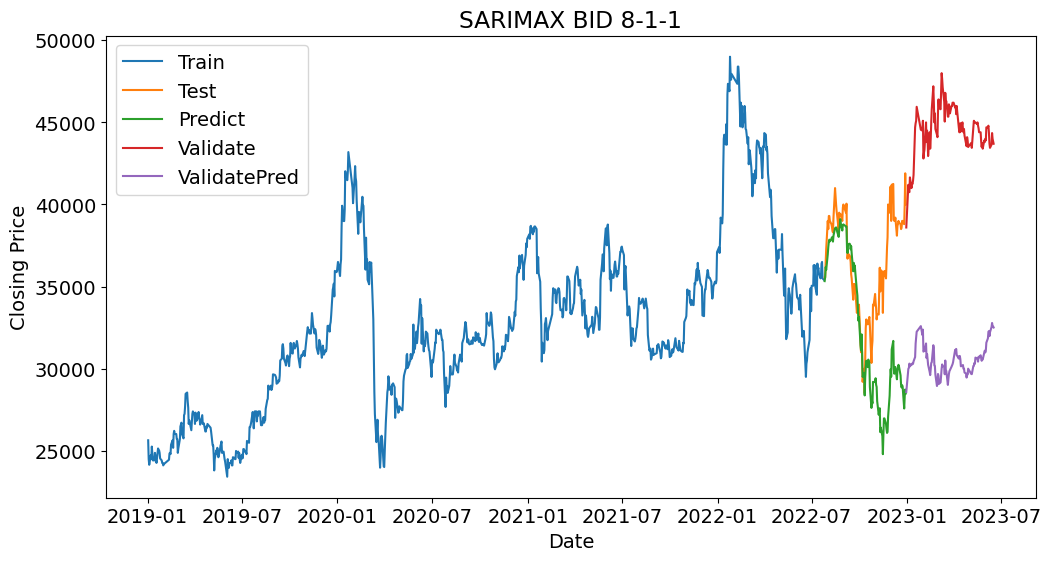 SARIMAX BID 8-1-1
50000
45000
40000
35000
30000
25000
Closing Price
Train
Test
Predict
Validate
ValidatePred
2019-01 2019-07 2020-01 2020-07 2021-01 2021-07 2022-01 2022-07 2023-01 2023-07
Date